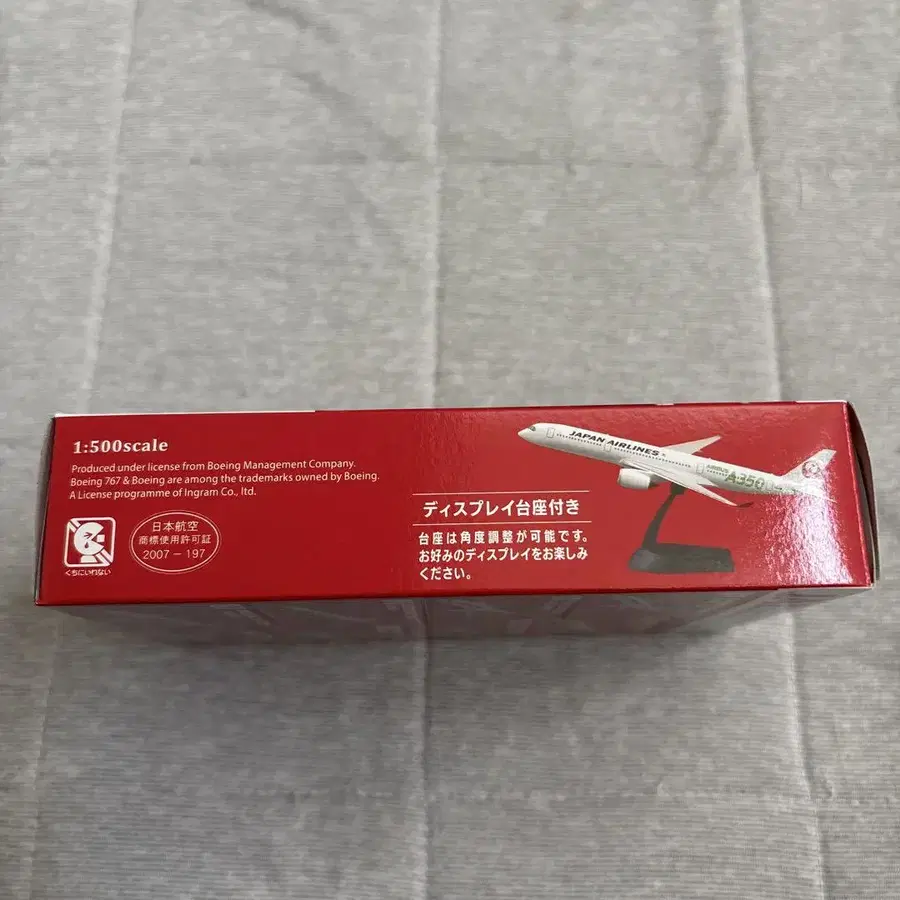 1:500scale
Produced under license from Boeing Management Company.
Boeing 767 & Boeing are among the trademarks owned by Boeing.
A License programme of Ingram Co., ltd.
くちにいれない
日本航空
商標使用許可証
2007-197
ディスプレイ台座付き
台座は角度調整が可能です。
お好みのディスプレイをお楽しみ
ください。
JAPAN AIRLINES
AIRBUS
A350